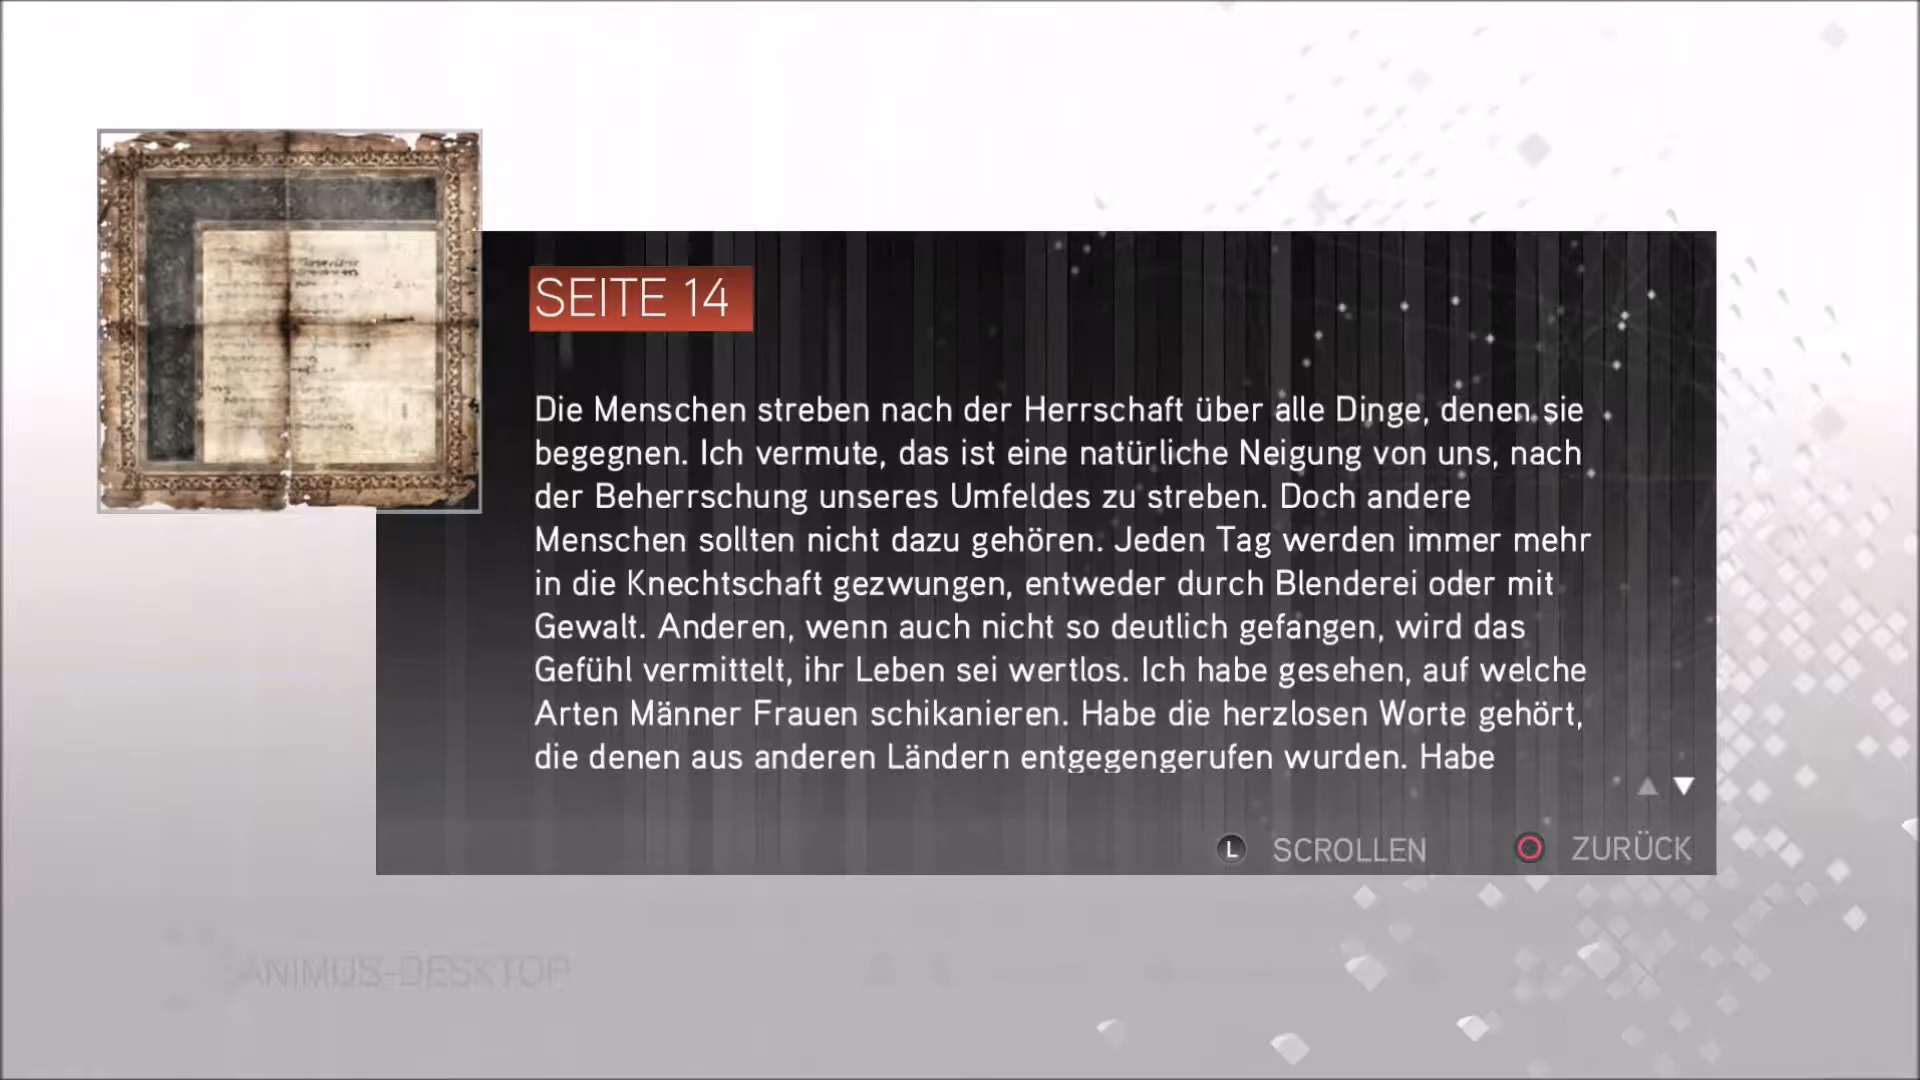 SEITE 14
Die Menschen streben nach der Herrschaft über alle Dinge, denen sie
begegnen. Ich vermute, das ist eine natürliche Neigung von uns, nach
der Beherrschung unseres Umfeldes zu streben. Doch andere
Menschen sollten nicht dazu gehören. Jeden Tag werden immer mehr
in die Knechtschaft gezwungen, entweder durch Blenderei oder mit
Gewalt. Anderen, wenn auch nicht so deutlich gefangen, wird das
Gefühl vermittelt, ihr Leben sei wertlos. Ich habe gesehen, auf welche
Arten Männer Frauen schikanieren. Habe die herzlosen Worte gehört,
die denen aus anderen Ländern entgegengerufen wurden. Habe
L SCROLLEN ZURÜCK
ANIMUS-DESKTOP